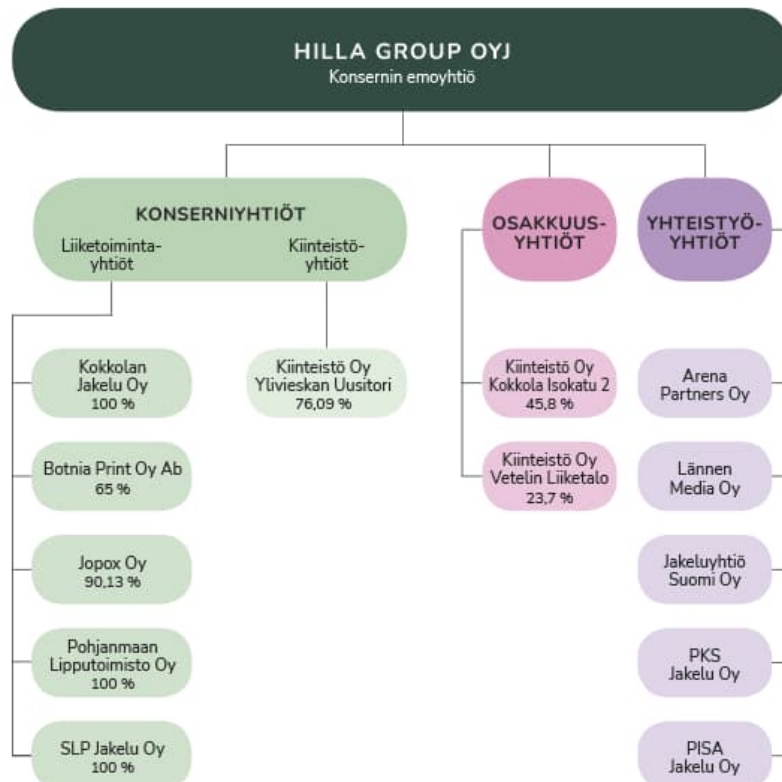 HILLA GROUP OYJ
Konsernin emoyhtiö
KONSERNIYHTIÖT
Liiketoiminta-
yhtiöt
Kiinteistö-
yhtiöt
Kokkolan
Jakelu Oy
100 %
Botnia Print Oy Ab
65 %
Jopox Oy
90,13 %
Pohjanmaan
Lipputoimisto Oy
100 %
SLP Jakelu Oy
100 %
Kiinteistö Oy
Ylivieskan Uusitori
76,09 %
OSAKKUUS-
YHTIÖT
Kiinteistö Oy
Kokkola Isokatu 2
45,8 %
Kiinteistö Oy
Vetelin Liiketalo
23,7 %
YHTEISTYÖ-
YHTIÖT
Arena
Partners Oy
Lännen
Media Oy
Jakeluyhtiö
Suomi Oy
PKS
Jakelu Oy
PISA
Jakelu Oy